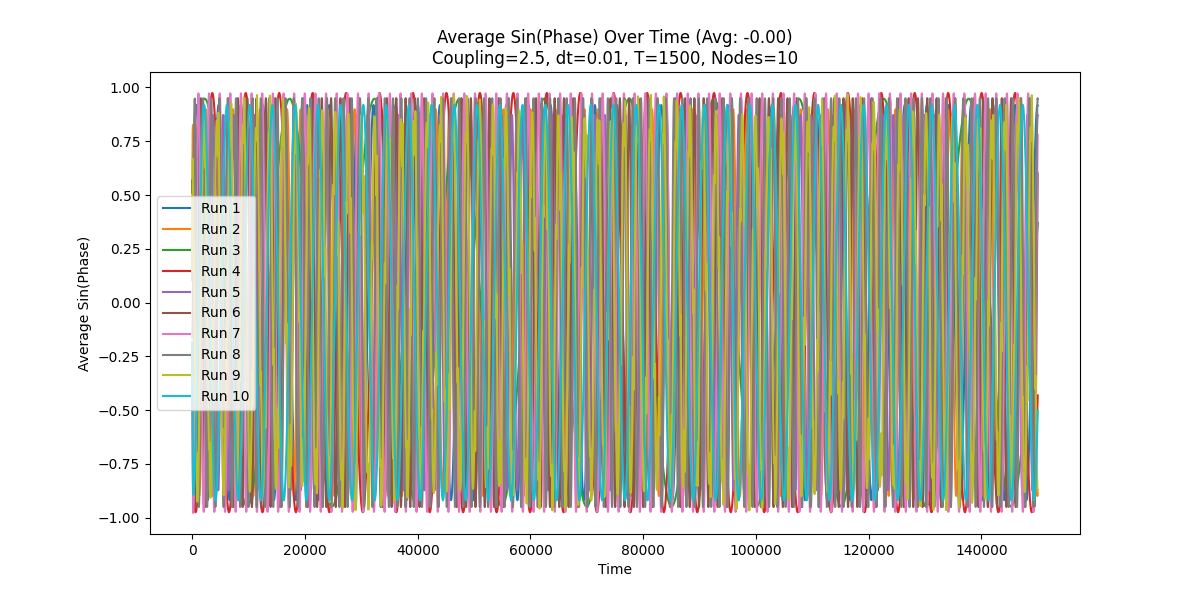 Average Sin(Phase) Over Time (Avg: -0.00)
Coupling=2.5, dt=0.01, T=1500, Nodes=10
Average Sin(Phase)
1.00
0.75
0.50
0.25
0.00
−0.25
−0.50
−0.75
−1.00
Run 1
Run 2
Run 3
Run 4
Run 5
Run 6
Run 7
Run 8
Run 9
Run 10
0 20000 40000 60000 80000 100000 120000 140000
Time